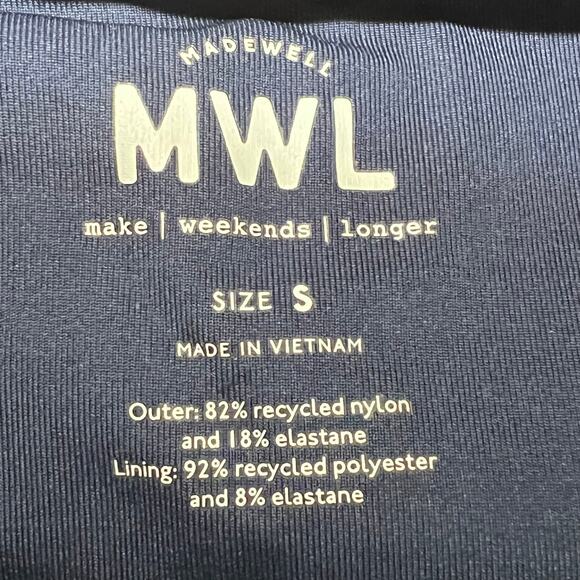 MADEWELL
MWL
make | weekends | longer
SIZE S
MADE IN VIETNAM
Outer: 82% recycled nylon
and 18% elastane
Lining: 92% recycled polyester
and 8% elastane